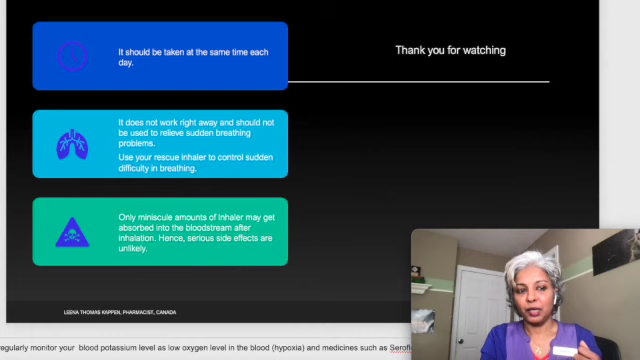 It should be taken at the same time each
day.
Thank you for watching
It does not work right away and should not
be used to relieve sudden breathing
problems.
Use your rescue inhaler to control sudden
difficulty in breathing.
Only miniscule amounts of Inhaler may get
absorbed into the bloodstream after
inhalation. Hence, serious side effects are
unlikely.
LEENA THOMAS KAPPEN, PHARMACIST, CANADA
regularly monitor your blood potassium level as low oxygen level in the blood (hypoxia) and medicines such as